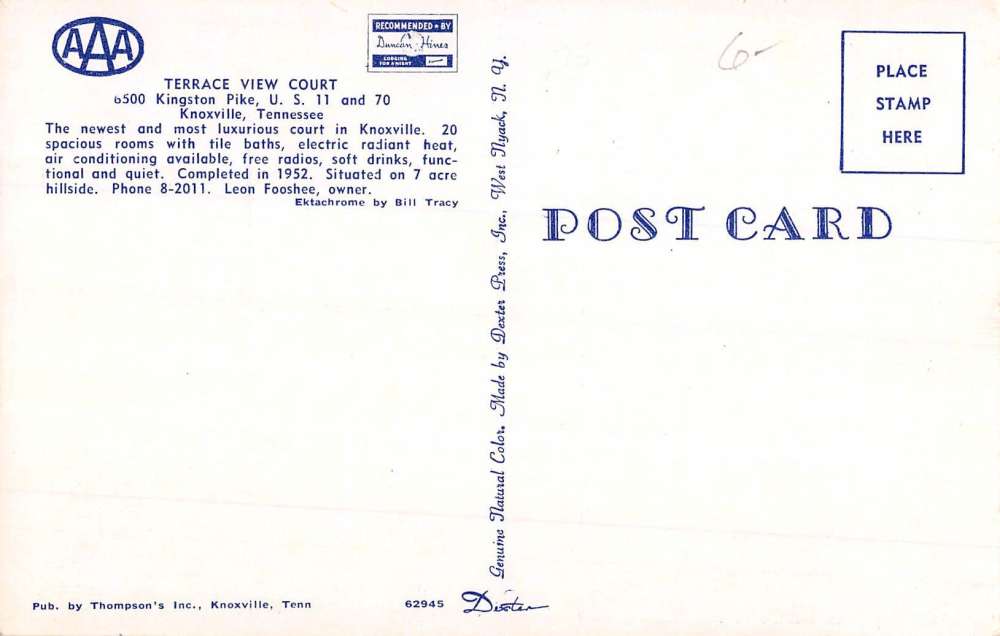 AAA
RECOMMENDED • BY
Duncan Hines
LODGING
FOR A NIGHT
TERRACE VIEW COURT
6500 Kingston Pike, U. S. 11 and 70
Knoxville, Tennessee
The newest and most luxurious court in Knoxville. 20
spacious rooms with tile baths, electric radiant heat,
air conditioning available, free radios, soft drinks, func-
tional and quiet. Completed in 1952. Situated on 7 acre
hillside. Phone 8-2011. Leon Fooshee, owner.
Ektachrome by Bill Tracy
Pub. by Thompson's Inc., Knoxville, Tenn
62945
Dexter
Genuine Natural Color. Made by Dexter Press, Inc., West Nyack, N. Y.
6-
PLACE
STAMP
HERE
POST CARD